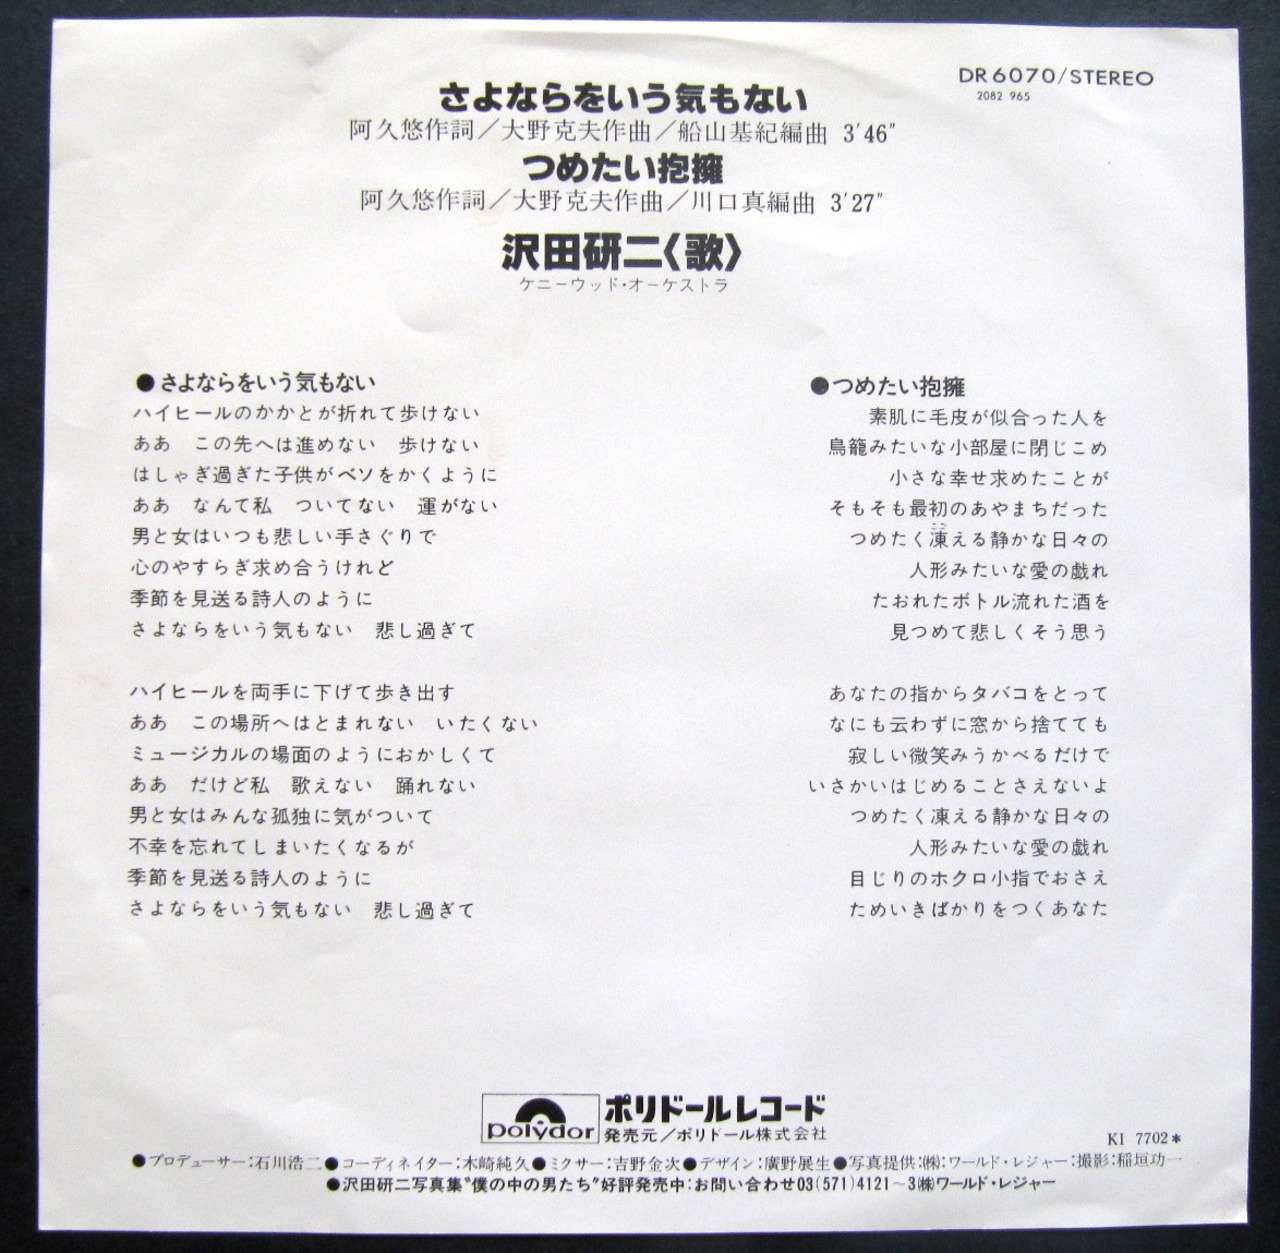 DR 6070/STEREO
2082 965
さよならをいう気もない
阿久悠作詞／大野克夫作曲／船山基紀編曲 3′46″
つめたい抱擁
阿久悠作詞／大野克夫作曲／川口真編曲 3′27″
沢田研二〈歌〉
ケニーウッド・オーケストラ
●さよならをいう気もない
ハイヒールのかかとが折れて歩けない
ああ　この先へは進めない　歩けない
はしゃぎ過ぎた子供がベソをかくように
ああ　なんて私　ついてない　運がない
男と女はいつも悲しい手さぐりで
心のやすらぎ求め合うけれど
季節を見送る詩人のように
さよならをいう気もない　悲し過ぎて
ハイヒールを両手に下げて歩き出す
ああ　この場所へはとまれない　いたくない
ミュージカルの場面のようにおかしくて
ああ　だけど私　歌えない　踊れない
男と女はみんな孤独に気がついて
不幸を忘れてしまいたくなるが
季節を見送る詩人のように
さよならをいう気もない　悲し過ぎて
●つめたい抱擁
素肌に毛皮が似合った人を
鳥籠みたいな小部屋に閉じこめ
小さな幸せ求めたことが
そもそも最初のあやまちだった
つめたく凍える静かな日々の
人形みたいな愛の戯れ
たおれたボトル流れた酒を
見つめて悲しくそう思う
あなたの指からタバコをとって
なにも云わずに窓から捨てても
寂しい微笑みうかべるだけで
いさかいはじめることさえないよ
つめたく凍える静かな日々の
人形みたいな愛の戯れ
目じりのホクロ小指でおさえ
ためいきばかりをつくあなた
polydor
ポリドールレコード
発売元／ポリドール株式会社
KI 7702＊
●プロデューサー：石川浩二●コーディネイター：木崎純久●ミクサー：吉野金次●デザイン：廣野展生●写真提供：㈱：ワールド・レジャー：撮影：稲垣功一
●沢田研二写真集“僕の中の男たち”好評発売中：お問い合わせ03(571)4121～3㈱ワールド・レジャー